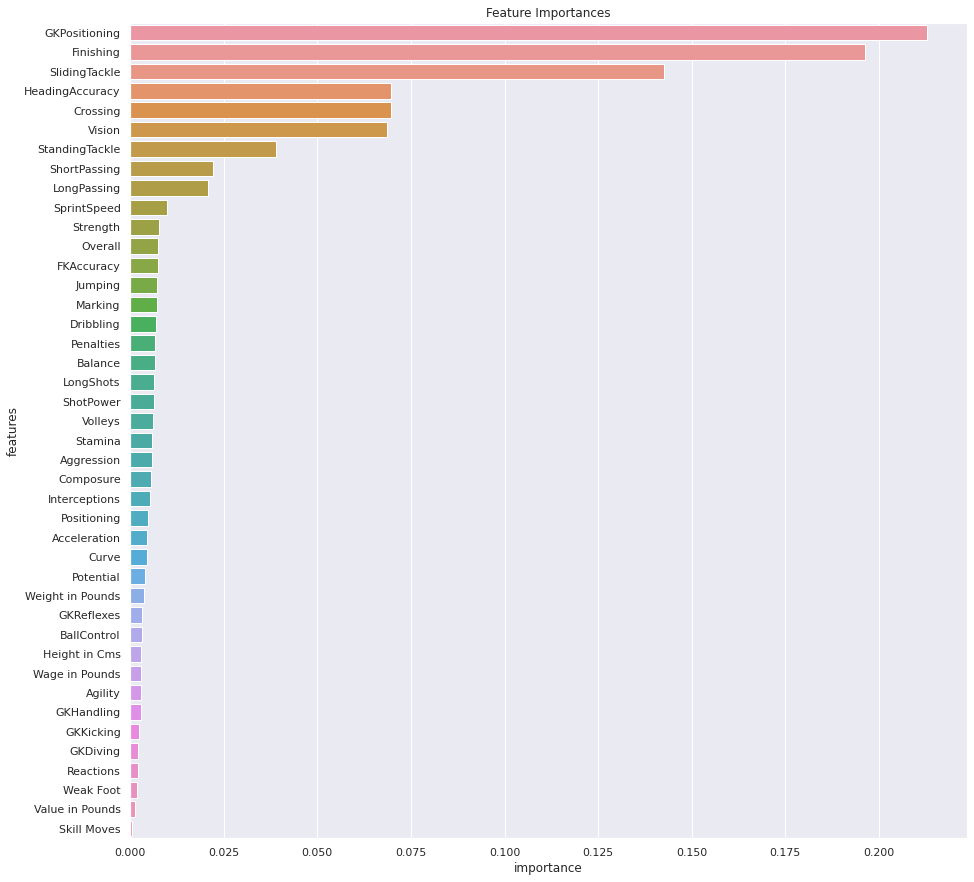 Feature Importances
GKPositioning
Finishing
SlidingTackle
HeadingAccuracy
Crossing
Vision
StandingTackle
ShortPassing
LongPassing
SprintSpeed
Strength
Overall
FKAccuracy
Jumping
Marking
Dribbling
Penalties
Balance
LongShots
ShotPower
Volleys
Stamina
Aggression
Composure
Interceptions
Positioning
Acceleration
Curve
Potential
Weight in Pounds
GKReflexes
BallControl
Height in Cms
Wage in Pounds
Agility
GKHandling
GKKicking
GKDiving
Reactions
Weak Foot
Value in Pounds
Skill Moves
features
0.000 0.025 0.050 0.075 0.100 0.125 0.150 0.175 0.200
importance